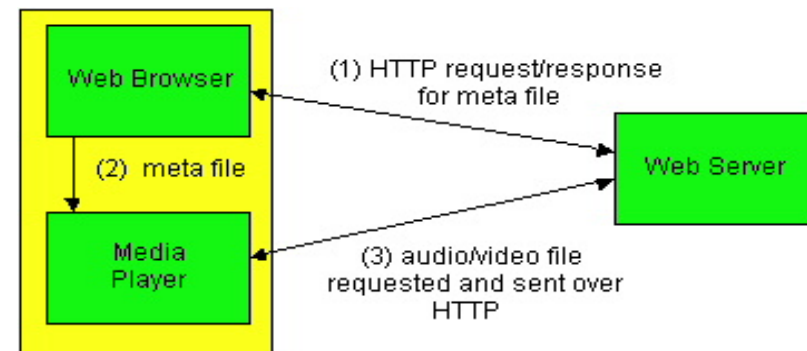 Web Browser
(1) HTTP request/response
for meta file
(2) meta file
Web Server
Media
Player
(3) audio/video file
requested and sent over
HTTP